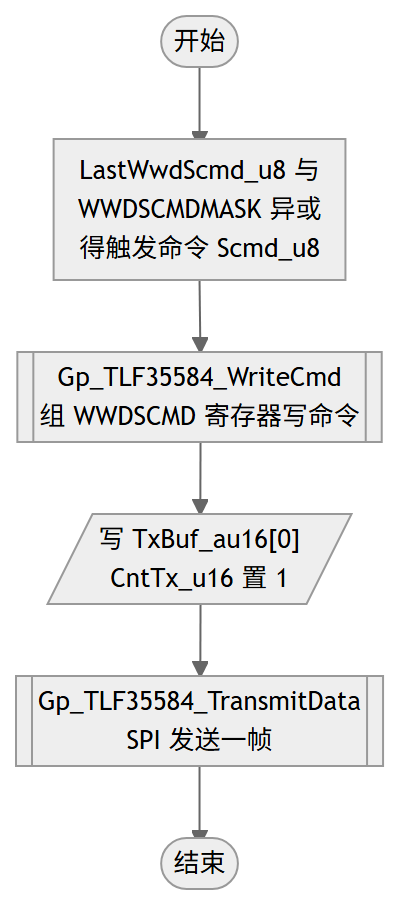 开始
LastWwdScmd_u8 与
WWDSCMDMASK 异或
得触发命令 Scmd_u8
Gp_TLF35584_WriteCmd
组 WWDSCMD 寄存器写命令
写 TxBuf_au16[0]
CntTx_u16 置 1
Gp_TLF35584_TransmitData
SPI 发送一帧
结束